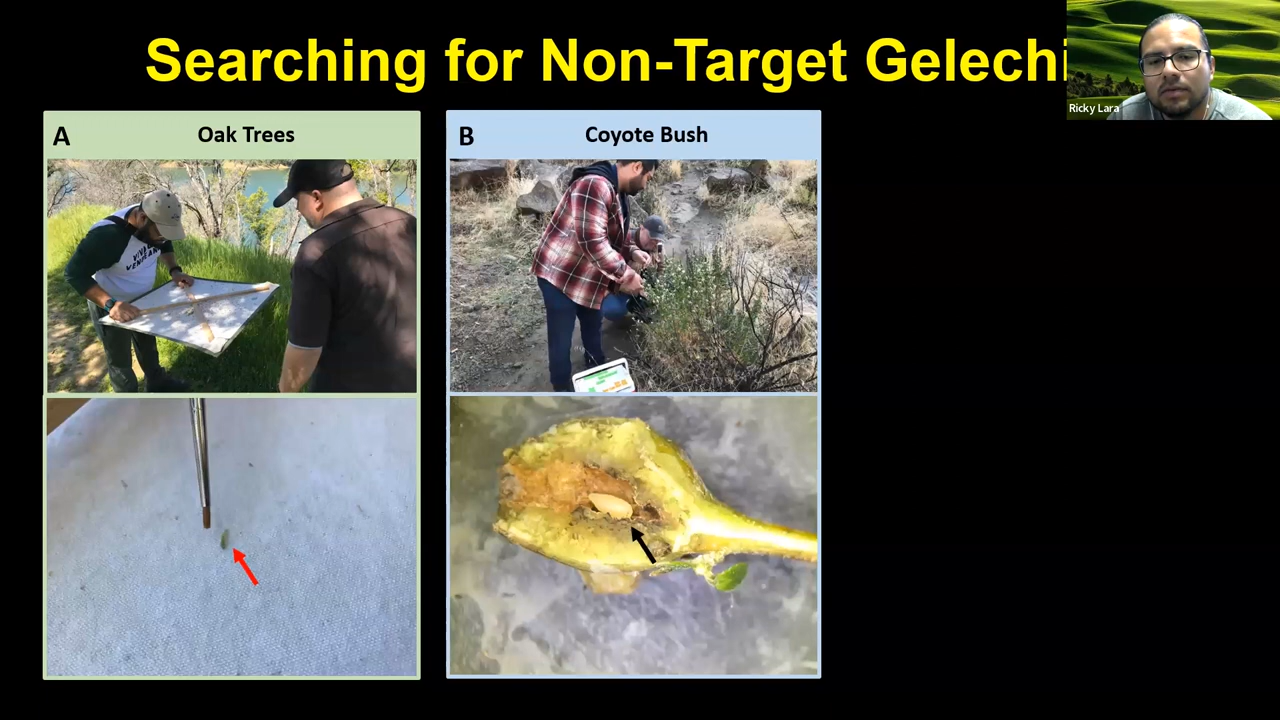 Searching for Non-Target Gelechi
Ricky Lara
A
Oak Trees
B
Coyote Bush